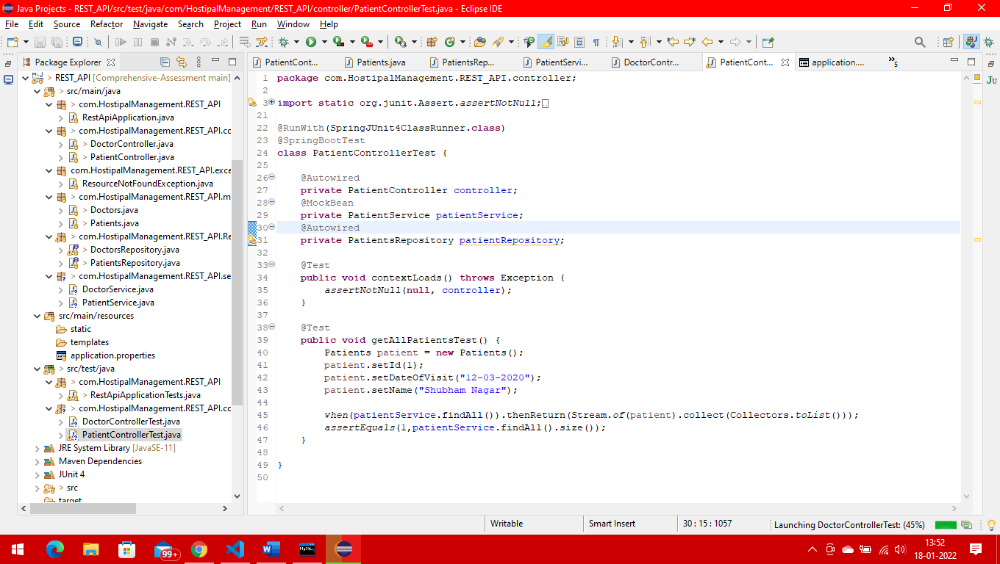 Java Projects - REST_API/src/test/java/com/HostipalManagement/REST_API/controller/PatientControllerTest.java - Eclipse IDE
File Edit Source Refactor Navigate Search Project Run Window Help
Package Explorer
PatientCont... Patients.java PatientsRep... PatientServi... DoctorContr... PatientCont... application.... »5
> REST_API [Comprehensive-Assessment main]
> src/main/java
> com.HostipalManagement.REST_API
RestApiApplication.java
> com.HostipalManagement.REST_API.co
> DoctorController.java
> PatientController.java
com.HostipalManagement.REST_API.exce
ResourceNotFoundException.java
> com.HostipalManagement.REST_API.m
> Doctors.java
> Patients.java
> com.HostipalManagement.REST_API.Re
> DoctorsRepository.java
> PatientsRepository.java
> com.HostipalManagement.REST_API.se
DoctorService.java
PatientService.java
src/main/resources
static
templates
application.properties
> src/test/java
> com.HostipalManagement.REST_API
> RestApiApplicationTests.java
> com.HostipalManagement.REST_API.co
DoctorControllerTest.java
PatientControllerTest.java
JRE System Library [JavaSE-11]
Maven Dependencies
JUnit 4
> src
target
1 package com.HostipalManagement.REST_API.controller;
2
3 import static org.junit.Assert.assertNotNull;
21
22 @RunWith(SpringJUnit4ClassRunner.class)
23 @SpringBootTest
24 class PatientControllerTest {
25
26 @Autowired
27 private PatientController controller;
28 @MockBean
29 private PatientService patientService;
30 @Autowired
31 private PatientsRepository patientRepository;
32
33 @Test
34 public void contextLoads() throws Exception {
35 assertNotNull(null, controller);
36 }
37
38 @Test
39 public void getAllPatientsTest() {
40 Patients patient = new Patients();
41 patient.setId(1);
42 patient.setDateOfVisit("12-03-2020");
43 patient.setName("Shubham Nagar");
44
45 when(patientService.findAll()).thenReturn(Stream.of(patient).collect(Collectors.toList()));
46 assertEquals(1,patientService.findAll().size());
47 }
48
49 }
50
Ju
Writable Smart Insert 30 : 15 : 1057 Launching DoctorControllerTest: (45%)
99+
MySQL
13:52
18-01-2022